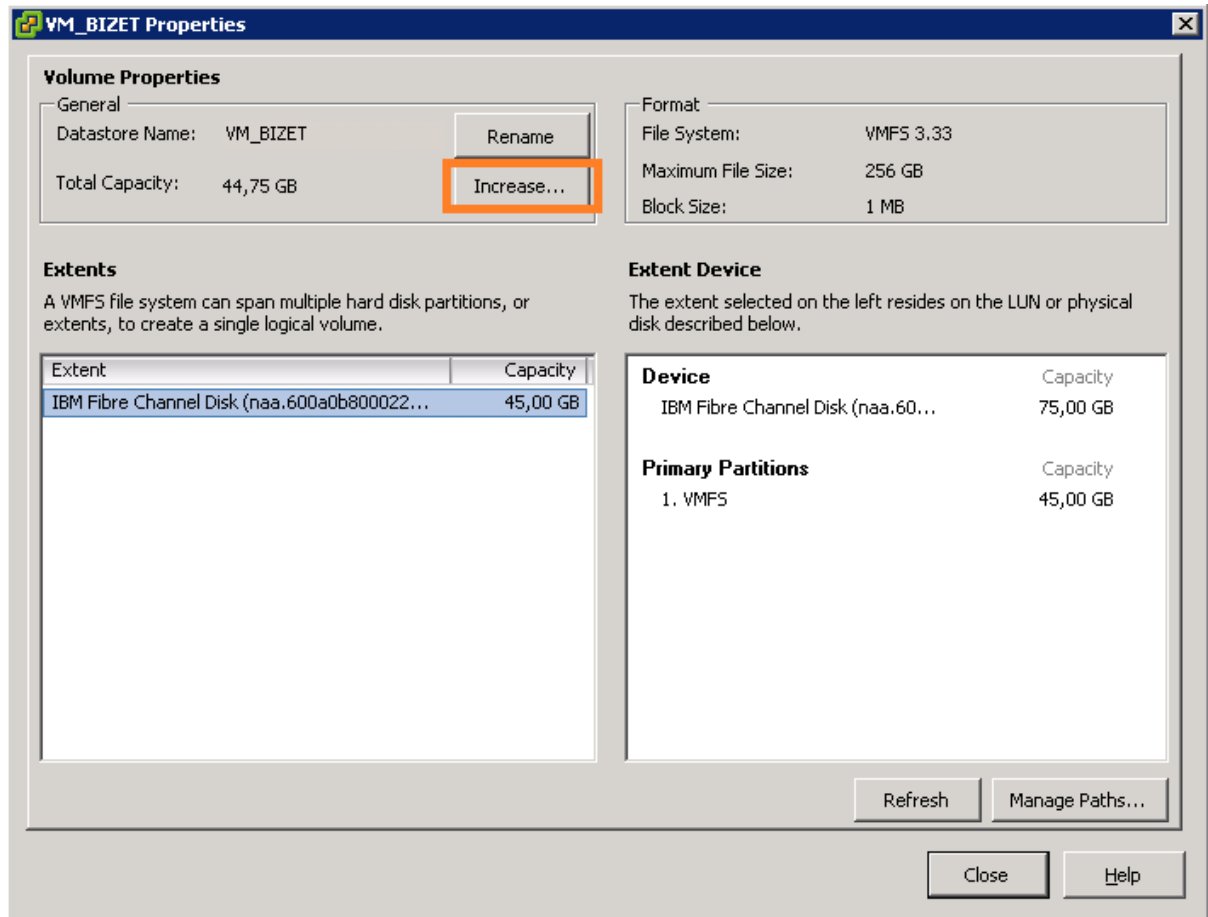 VM_BIZET Properties
Volume Properties
General
Datastore Name: VM_BIZET
Rename
Total Capacity: 44,75 GB
Increase...
Format
File System: VMFS 3.33
Maximum File Size: 256 GB
Block Size: 1 MB
Extents
A VMFS file system can span multiple hard disk partitions, or
extents, to create a single logical volume.
Extent Capacity
IBM Fibre Channel Disk (naa.600a0b800022... 45,00 GB
Extent Device
The extent selected on the left resides on the LUN or physical
disk described below.
Device Capacity
IBM Fibre Channel Disk (naa.60... 75,00 GB
Primary Partitions Capacity
1. VMFS 45,00 GB
Refresh
Manage Paths...
Close
Help